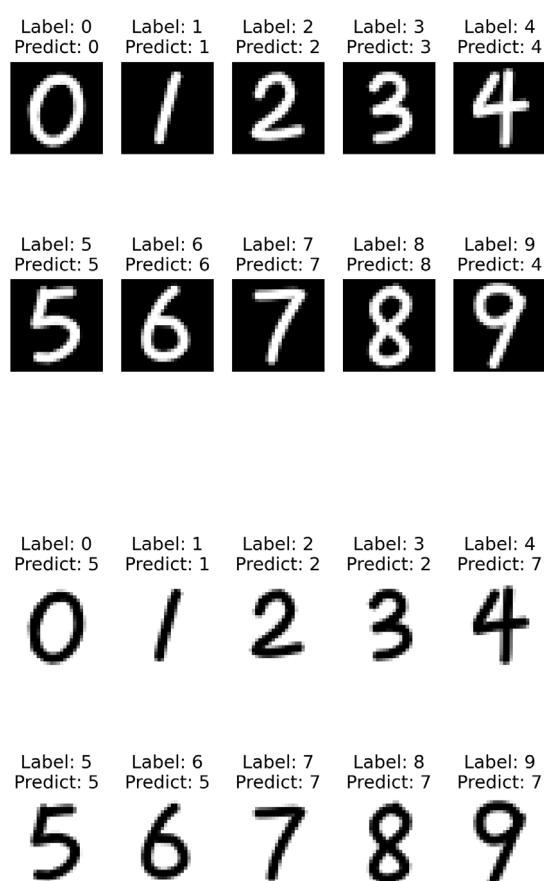 Label: 0 Label: 1 Label: 2 Label: 3 Label: 4
Predict: 0 Predict: 1 Predict: 2 Predict: 3 Predict: 4
0 1 2 3 4
Label: 5 Label: 6 Label: 7 Label: 8 Label: 9
Predict: 5 Predict: 6 Predict: 7 Predict: 8 Predict: 4
5 6 7 8 9
Label: 0 Label: 1 Label: 2 Label: 3 Label: 4
Predict: 5 Predict: 1 Predict: 2 Predict: 2 Predict: 7
0 1 2 3 4
Label: 5 Label: 6 Label: 7 Label: 8 Label: 9
Predict: 5 Predict: 5 Predict: 7 Predict: 7 Predict: 7
5 6 7 8 9